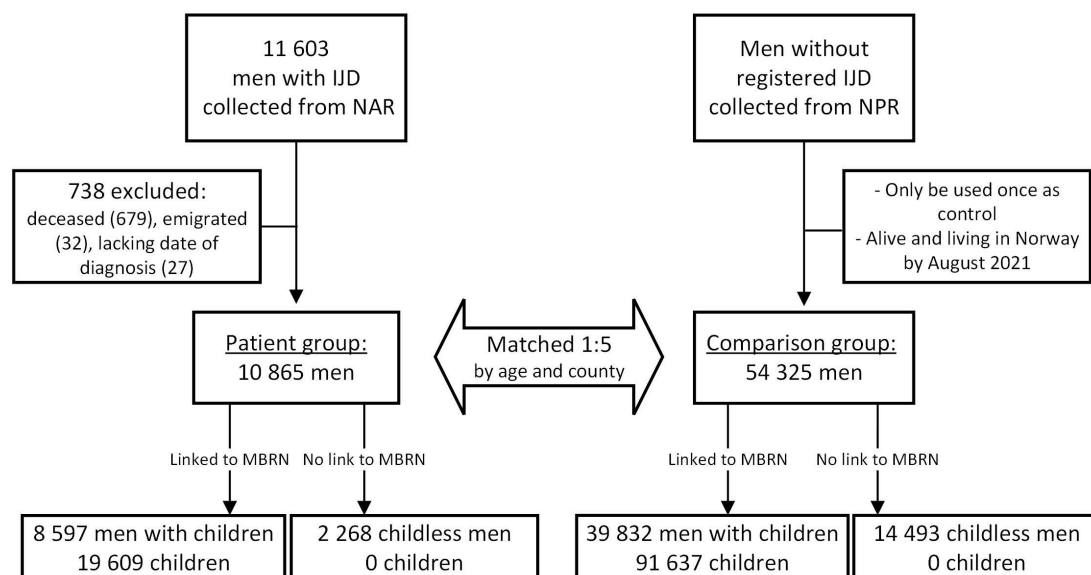 11 603
men with IJD
collected from NAR
Men without
registered IJD
collected from NPR
738 excluded:
deceased (679), emigrated
(32), lacking date of
diagnosis (27)
- Only be used once as
control
- Alive and living in Norway
by August 2021
Patient group:
10 865 men
Matched 1:5
by age and county
Comparison group:
54 325 men
Linked to MBRN
No link to MBRN
Linked to MBRN
No link to MBRN
8 597 men with children
19 609 children
2 268 childless men
0 children
39 832 men with children
91 637 children
14 493 childless men
0 children